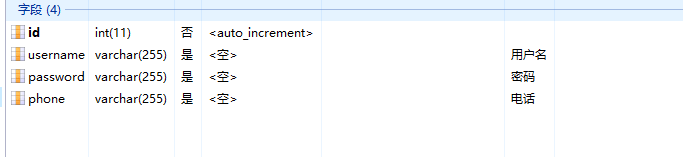 字段 (4)
id int(11) 否 <auto_increment>
username varchar(255) 是 <空> 用户名
password varchar(255) 是 <空> 密码
phone varchar(255) 是 <空> 电话